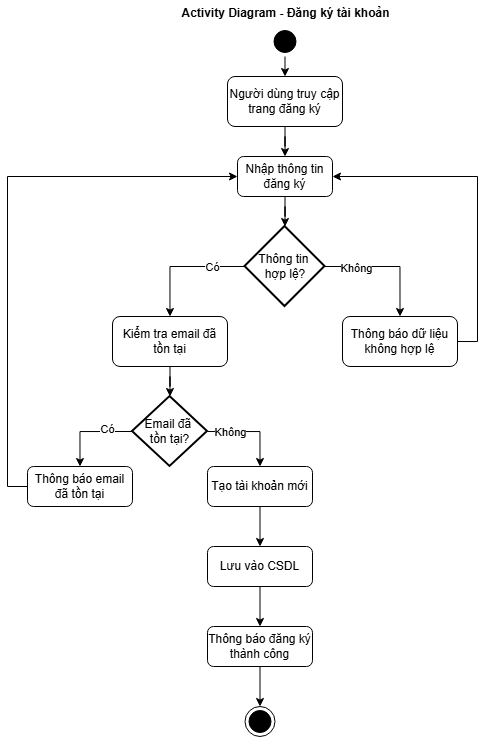 Activity Diagram - Đăng ký tài khoản
Người dùng truy cập
trang đăng ký
Nhập thông tin
đăng ký
Thông tin
hợp lệ?
Có
Không
Kiểm tra email đã
tồn tại
Thông báo dữ liệu
không hợp lệ
Email đã
tồn tại?
Có
Không
Thông báo email
đã tồn tại
Tạo tài khoản mới
Lưu vào CSDL
Thông báo đăng ký
thành công